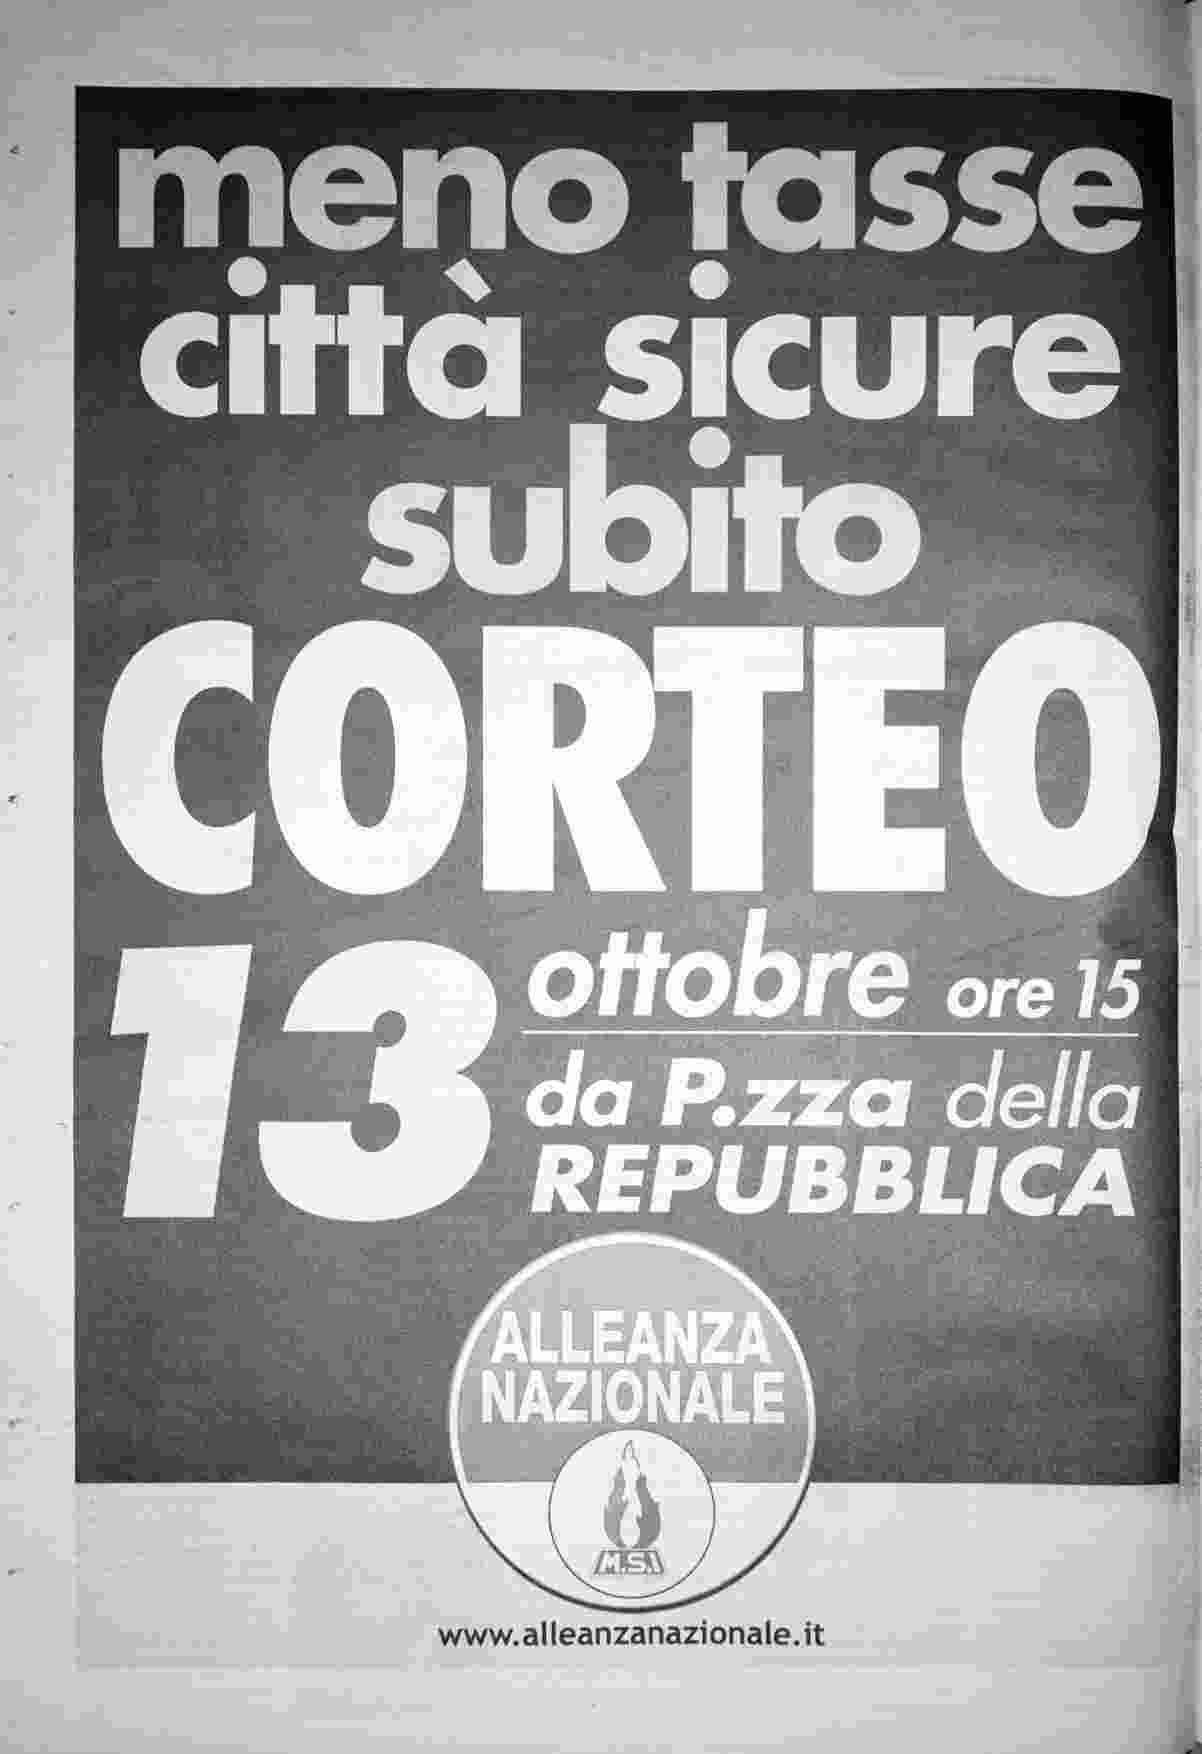 meno tasse
città sicure
subito
CORTEO
13 ottobre ore 15
da P.zza della
REPUBBLICA
ALLEANZA
NAZIONALE
M.S.I
www.alleanzanazionale.it